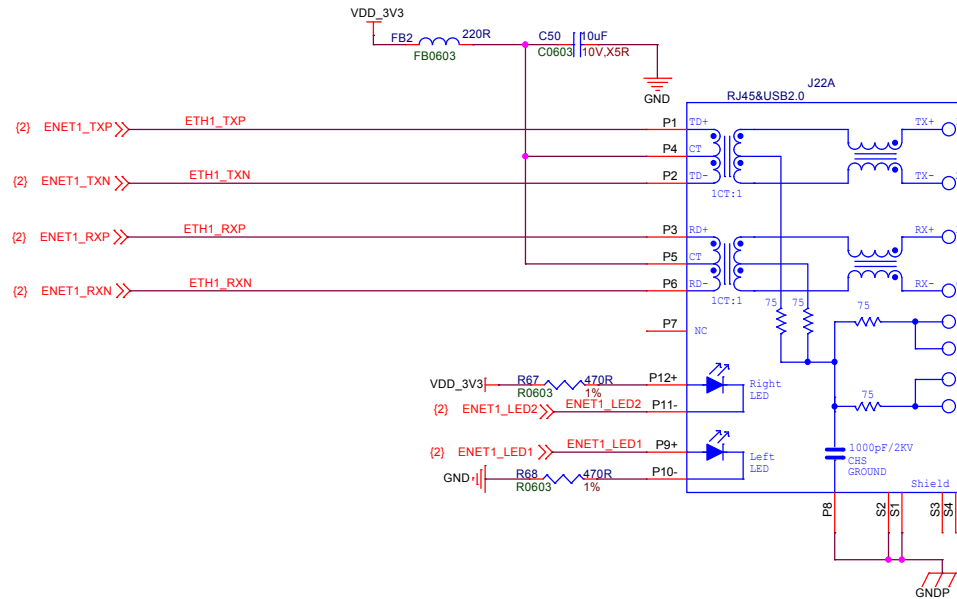 VDD_3V3
FB2
220R
FB0603
C50
10uF
C0603
10V,X5R
GND
J22A
RJ45&USB2.0
{2} ENET1_TXP
ETH1_TXP
P1
TD+
TX+
P4
CT
{2} ENET1_TXN
ETH1_TXN
P2
TD-
TX-
1CT:1
{2} ENET1_RXP
ETH1_RXP
P3
RD+
RX+
P5
CT
{2} ENET1_RXN
ETH1_RXN
P6
RD-
RX-
1CT:1
75
75
75
P7
NC
VDD_3V3
R67
470R
R0603
1%
P12+
Right
LED
{2} ENET1_LED2
ENET1_LED2
P11-
75
{2} ENET1_LED1
ENET1_LED1
P9+
Left
LED
1000pF/2KV
CHS
GROUND
GND
R68
470R
R0603
1%
P10-
Shield
P8
S2
S1
S3
S4
GNDP